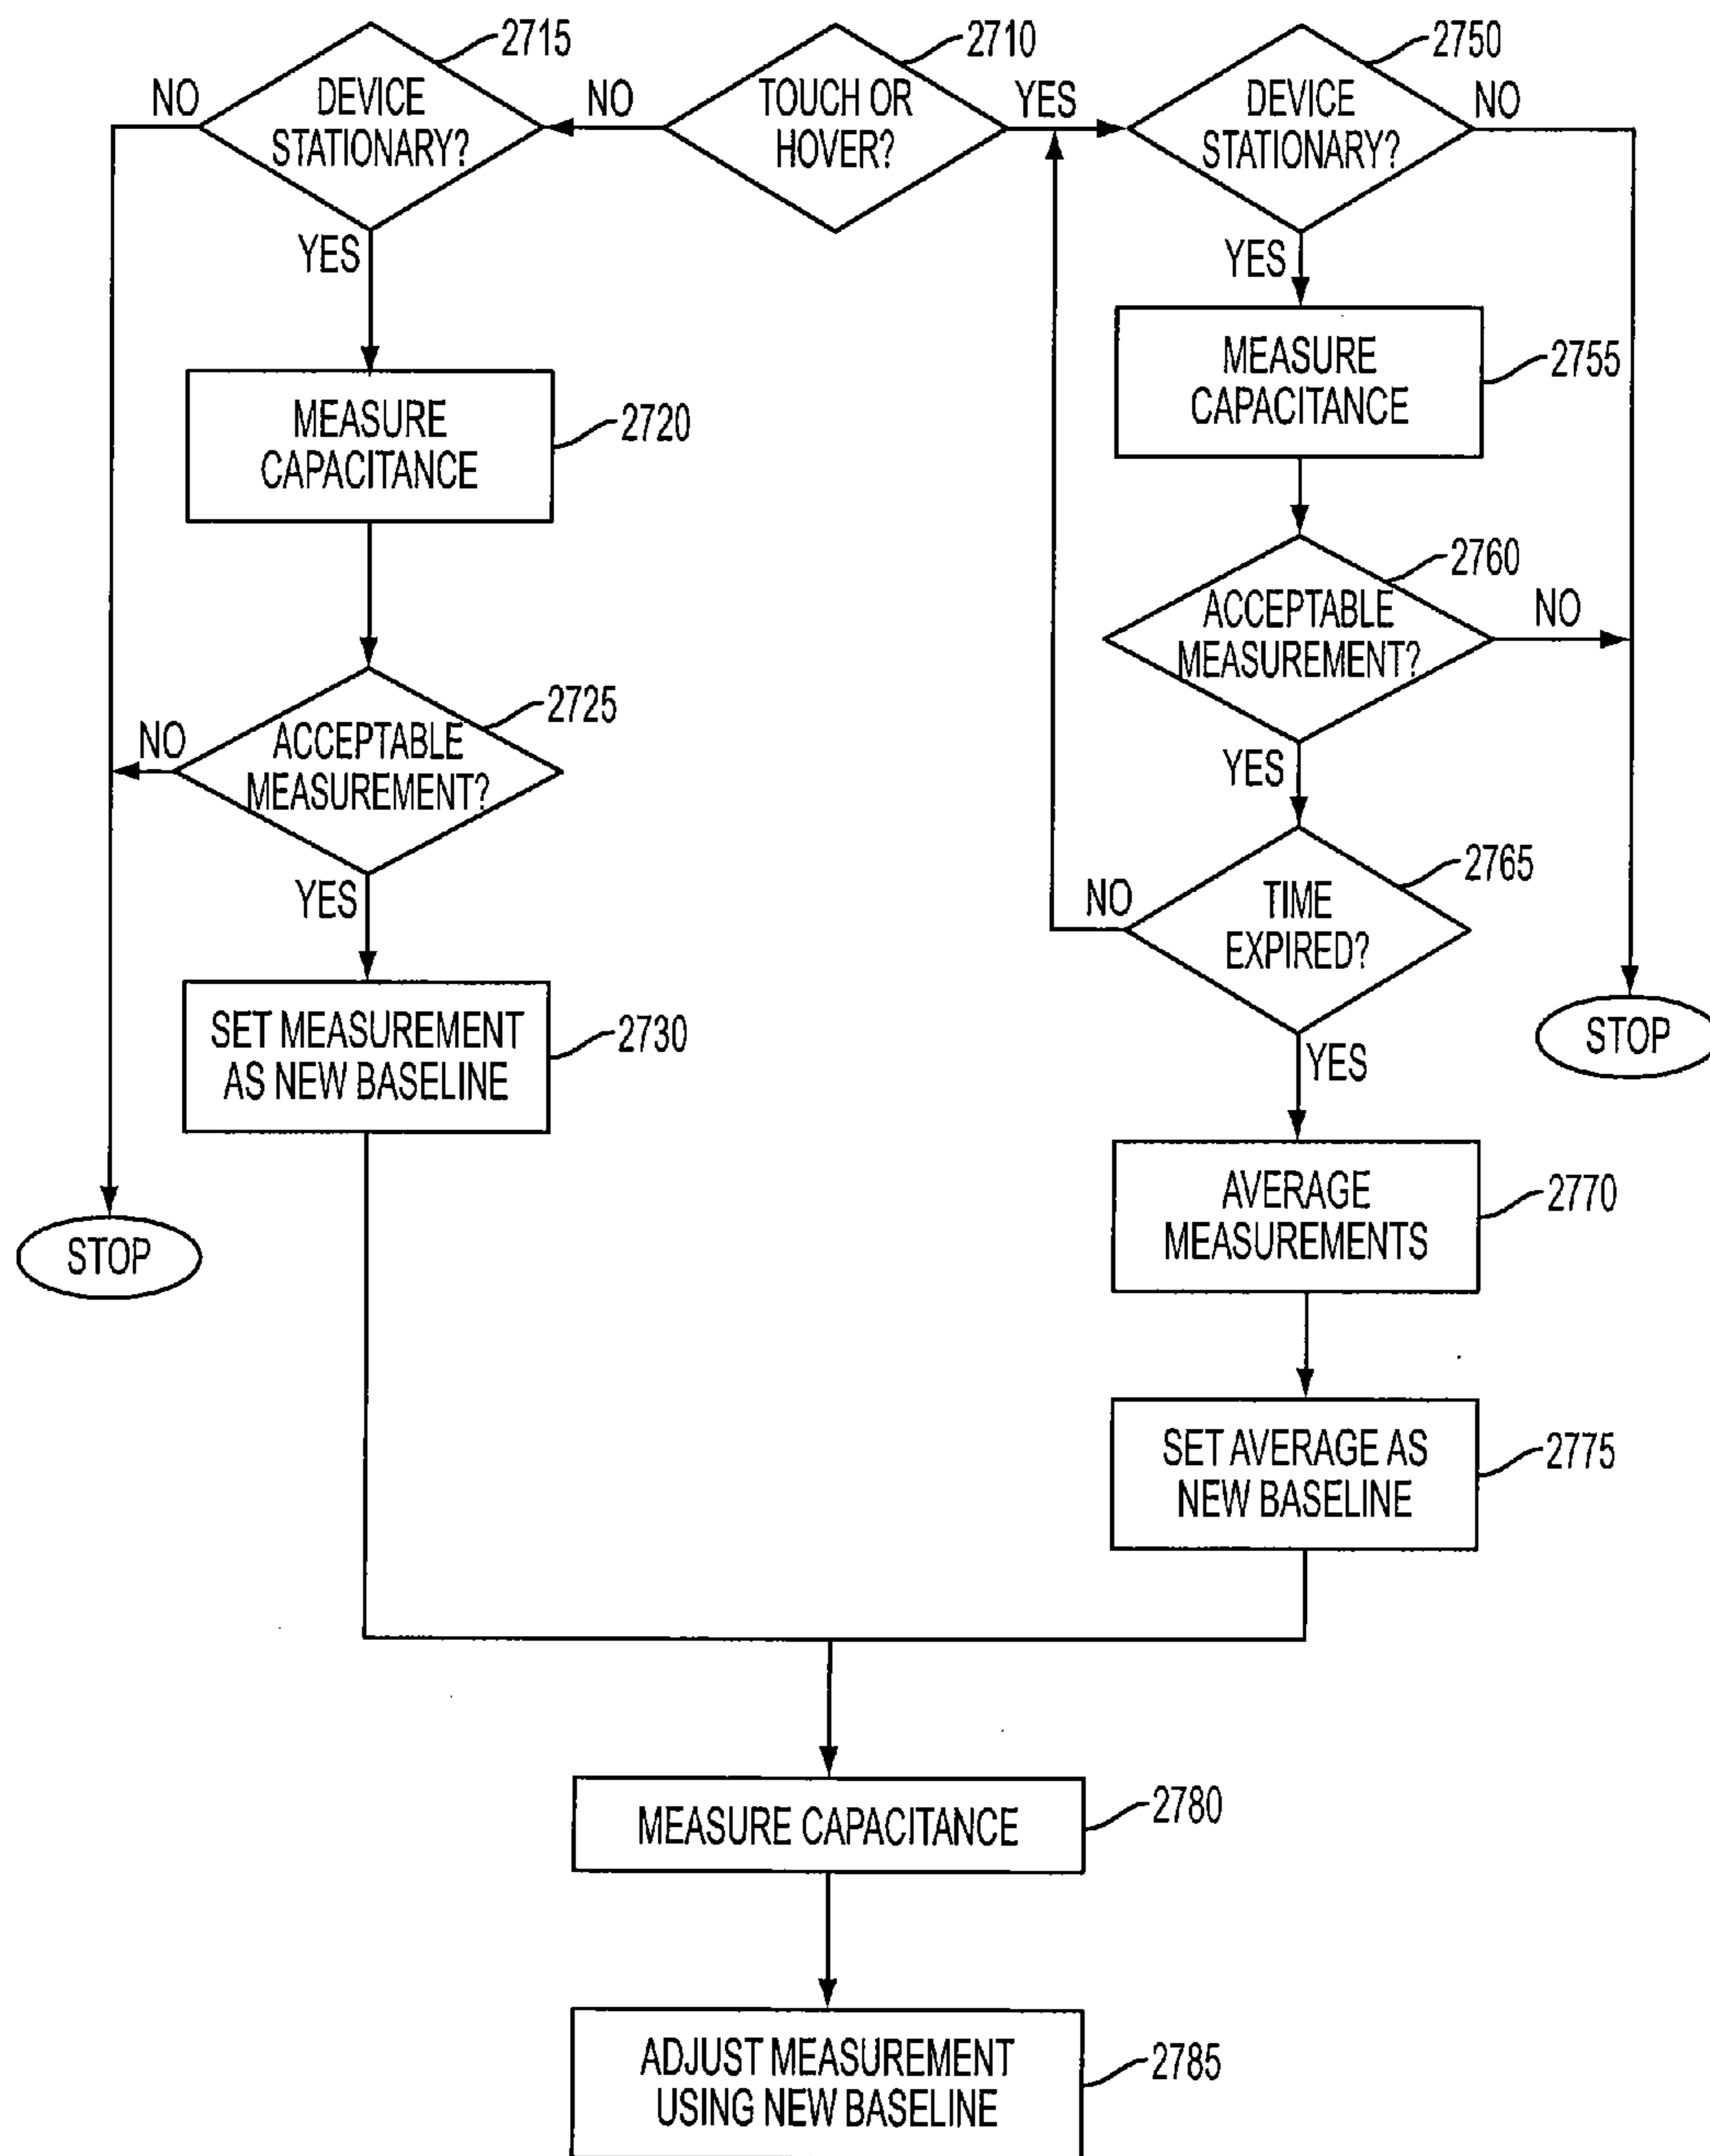 2715
2710
2750
NO
DEVICE
STATIONARY?
NO
TOUCH OR
HOVER?
YES
DEVICE
STATIONARY?
NO
YES
MEASURE
CAPACITANCE
2720
ACCEPTABLE
MEASUREMENT?
2725
NO
YES
SET MEASUREMENT
AS NEW BASELINE
2730
STOP
YES
MEASURE
CAPACITANCE
2755
ACCEPTABLE
MEASUREMENT?
2760
NO
YES
TIME
EXPIRED?
2765
NO
YES
STOP
AVERAGE
MEASUREMENTS
2770
SET AVERAGE AS
NEW BASELINE
2775
MEASURE CAPACITANCE
2780
ADJUST MEASUREMENT
USING NEW BASELINE
2785